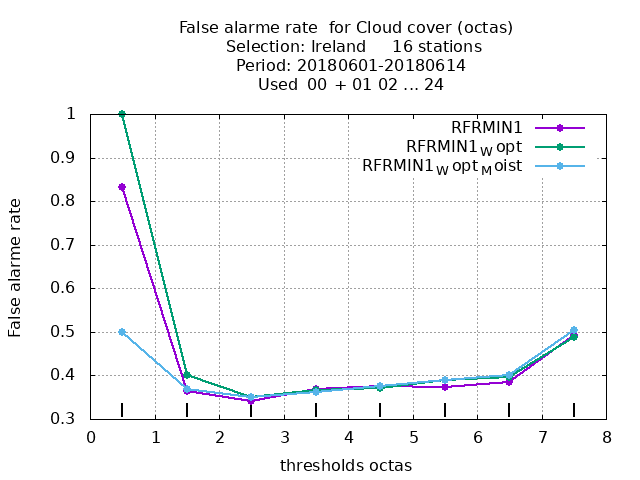 False alarme rate  for Cloud cover (octas)
Selection: Ireland     16 stations
Period: 20180601-20180614
Used  00  + 01 02 ... 24
RFRMIN1
RFRMIN1Wopt
RFRMIN1WoptMoist
False alarme rate
1
0.9
0.8
0.7
0.6
0.5
0.4
0.3
0 1 2 3 4 5 6 7 8
thresholds octas